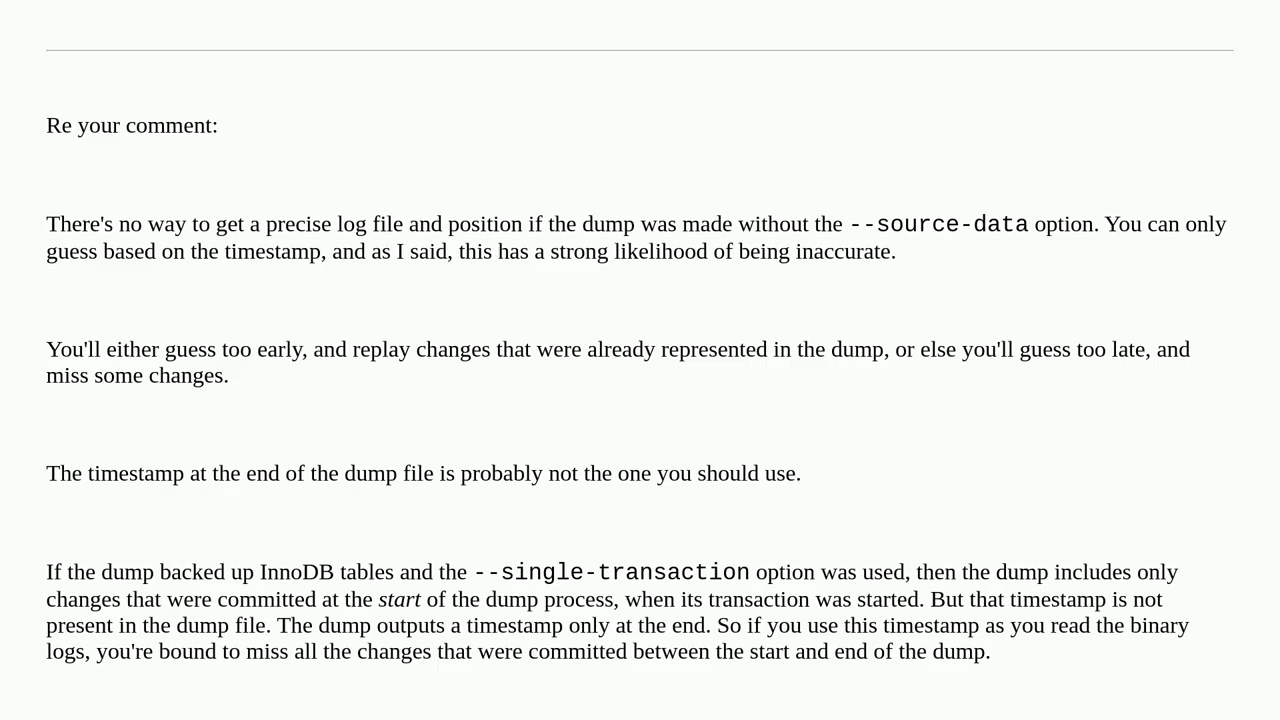 Re your comment:
There's no way to get a precise log file and position if the dump was made without the --source-data option. You can only
guess based on the timestamp, and as I said, this has a strong likelihood of being inaccurate.
You'll either guess too early, and replay changes that were already represented in the dump, or else you'll guess too late, and
miss some changes.
The timestamp at the end of the dump file is probably not the one you should use.
If the dump backed up InnoDB tables and the --single-transaction option was used, then the dump includes only
changes that were committed at the start of the dump process, when its transaction was started. But that timestamp is not
present in the dump file. The dump outputs a timestamp only at the end. So if you use this timestamp as you read the binary
logs, you're bound to miss all the changes that were committed between the start and end of the dump.